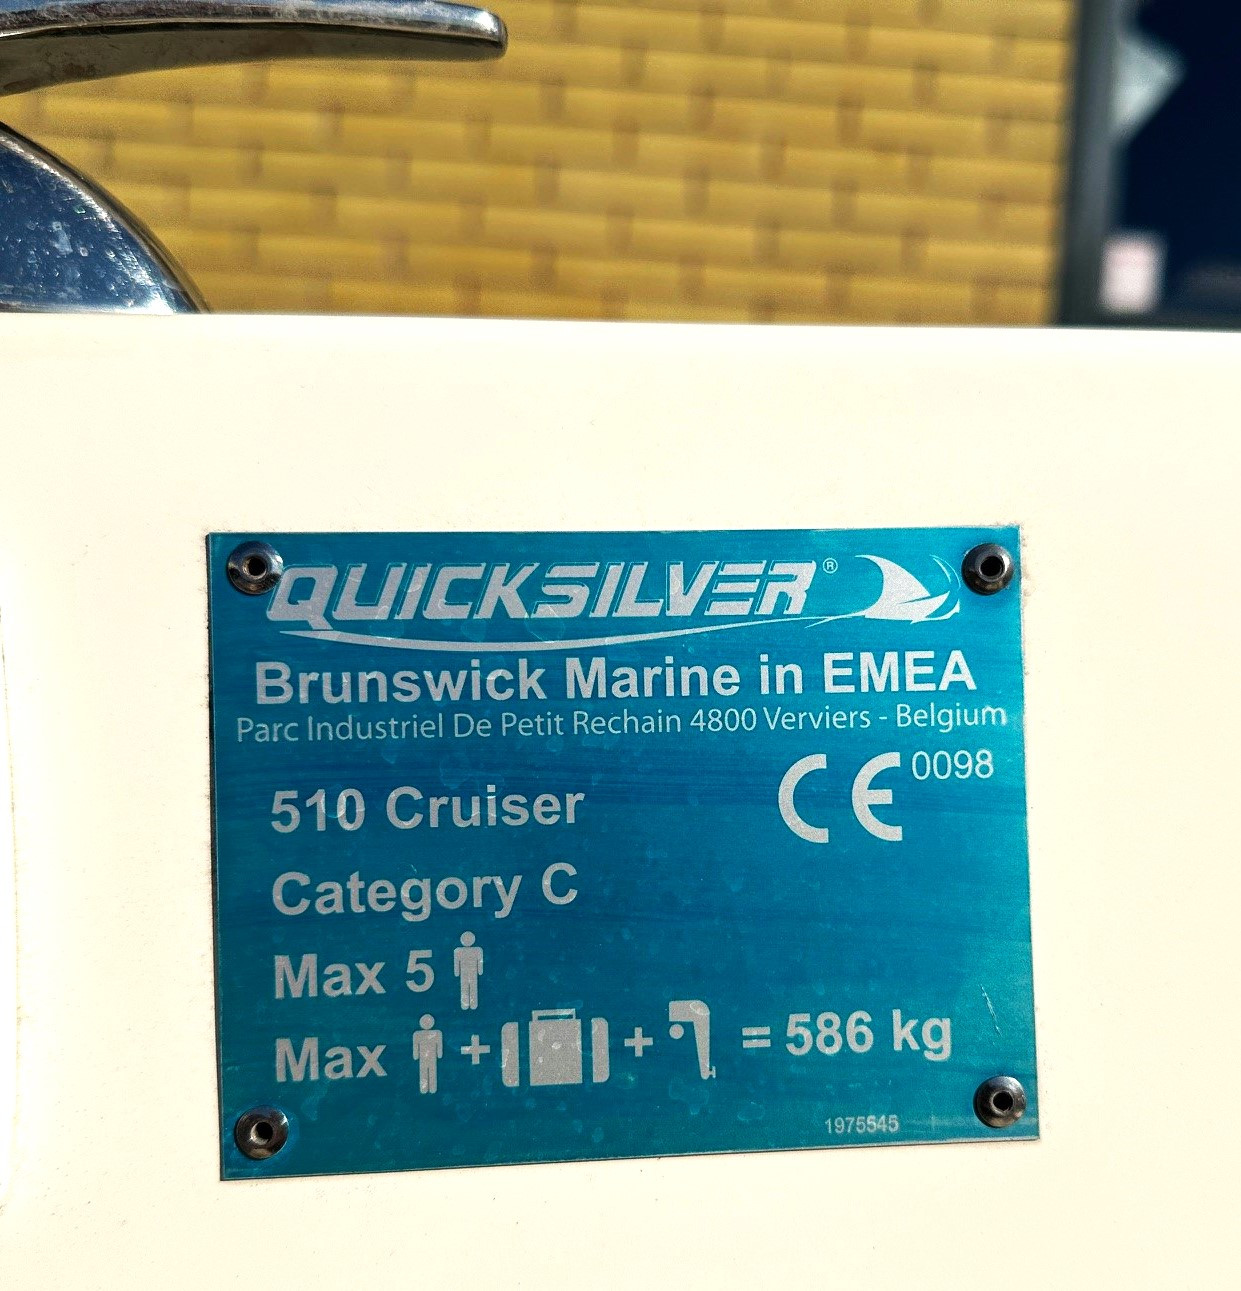 QUICKSILVER®
Brunswick Marine in EMEA
Parc Industriel De Petit Rechain 4800 Verviers - Belgium
CE 0098
510 Cruiser
Category C
Max 5
Max + + = 586 kg
1975545